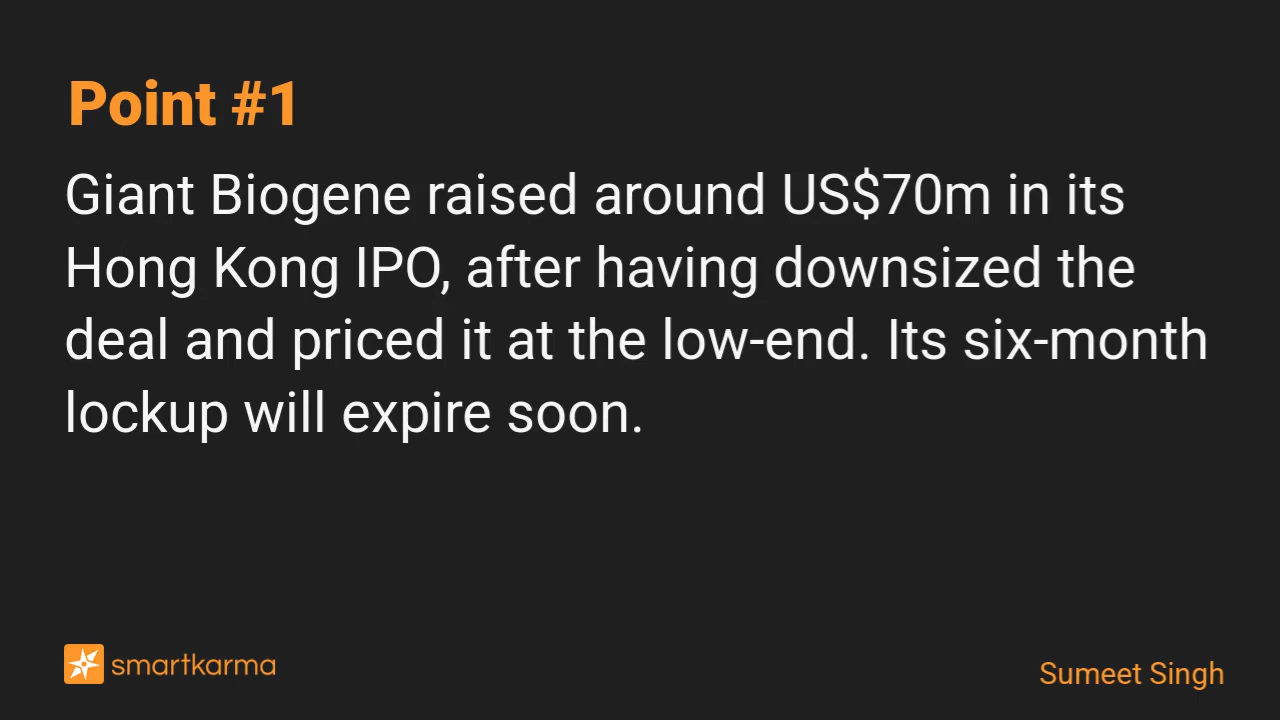 Point #1
Giant Biogene raised around US$70m in its
Hong Kong IPO, after having downsized the
deal and priced it at the low-end. Its six-month
lockup will expire soon.
smartkarma
Sumeet Singh